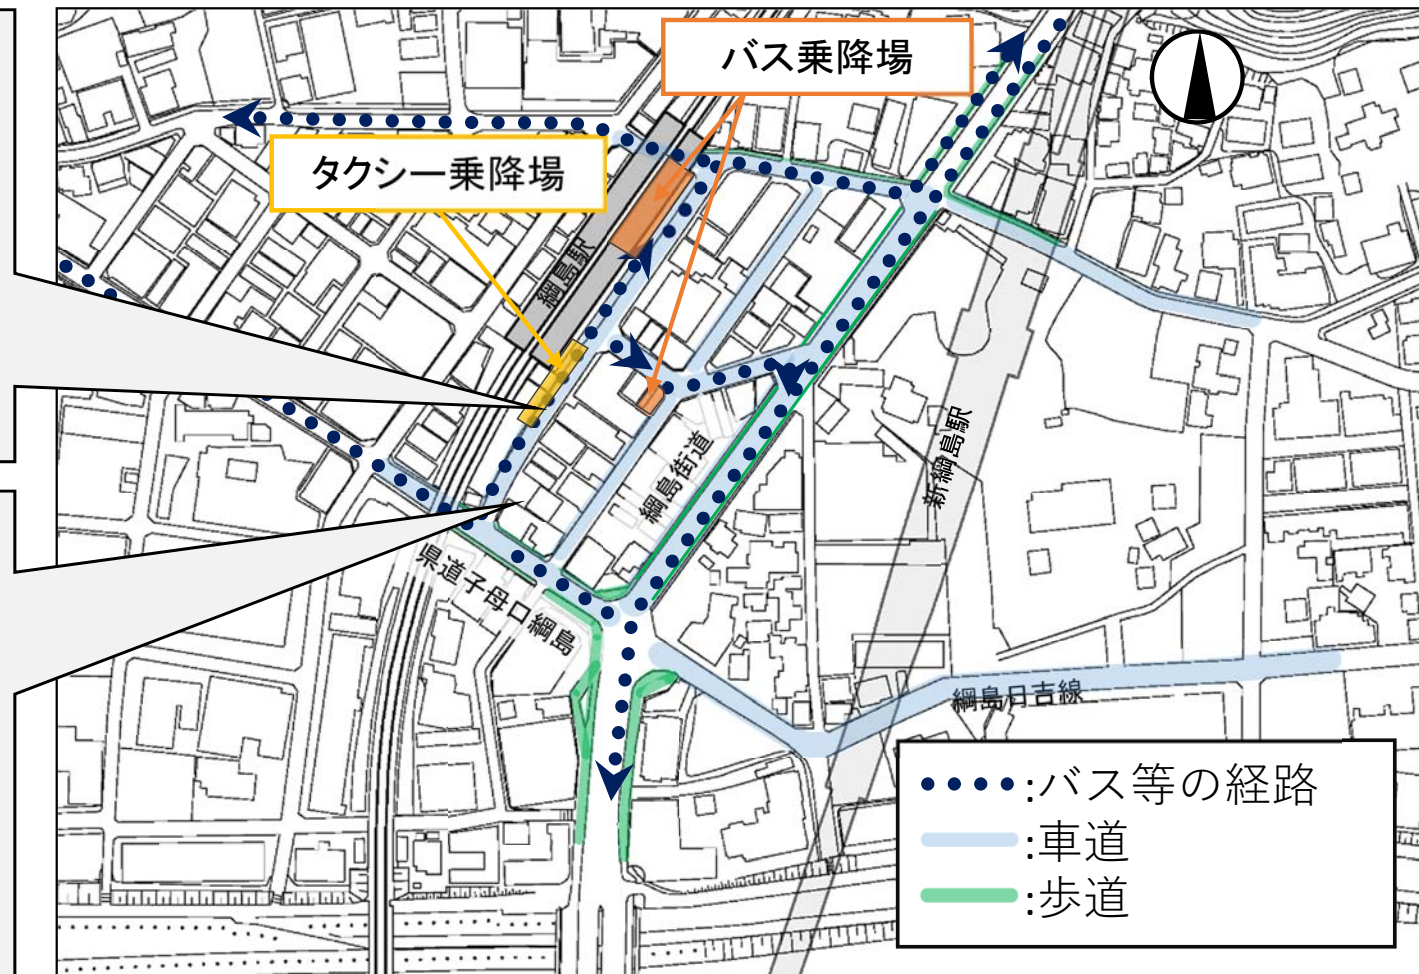 バス乗降場
タクシー乗降場
綱島駅
新綱島駅
綱島街道
県道子母口綱島
綱島日吉線
:バス等の経路
:車道
:歩道